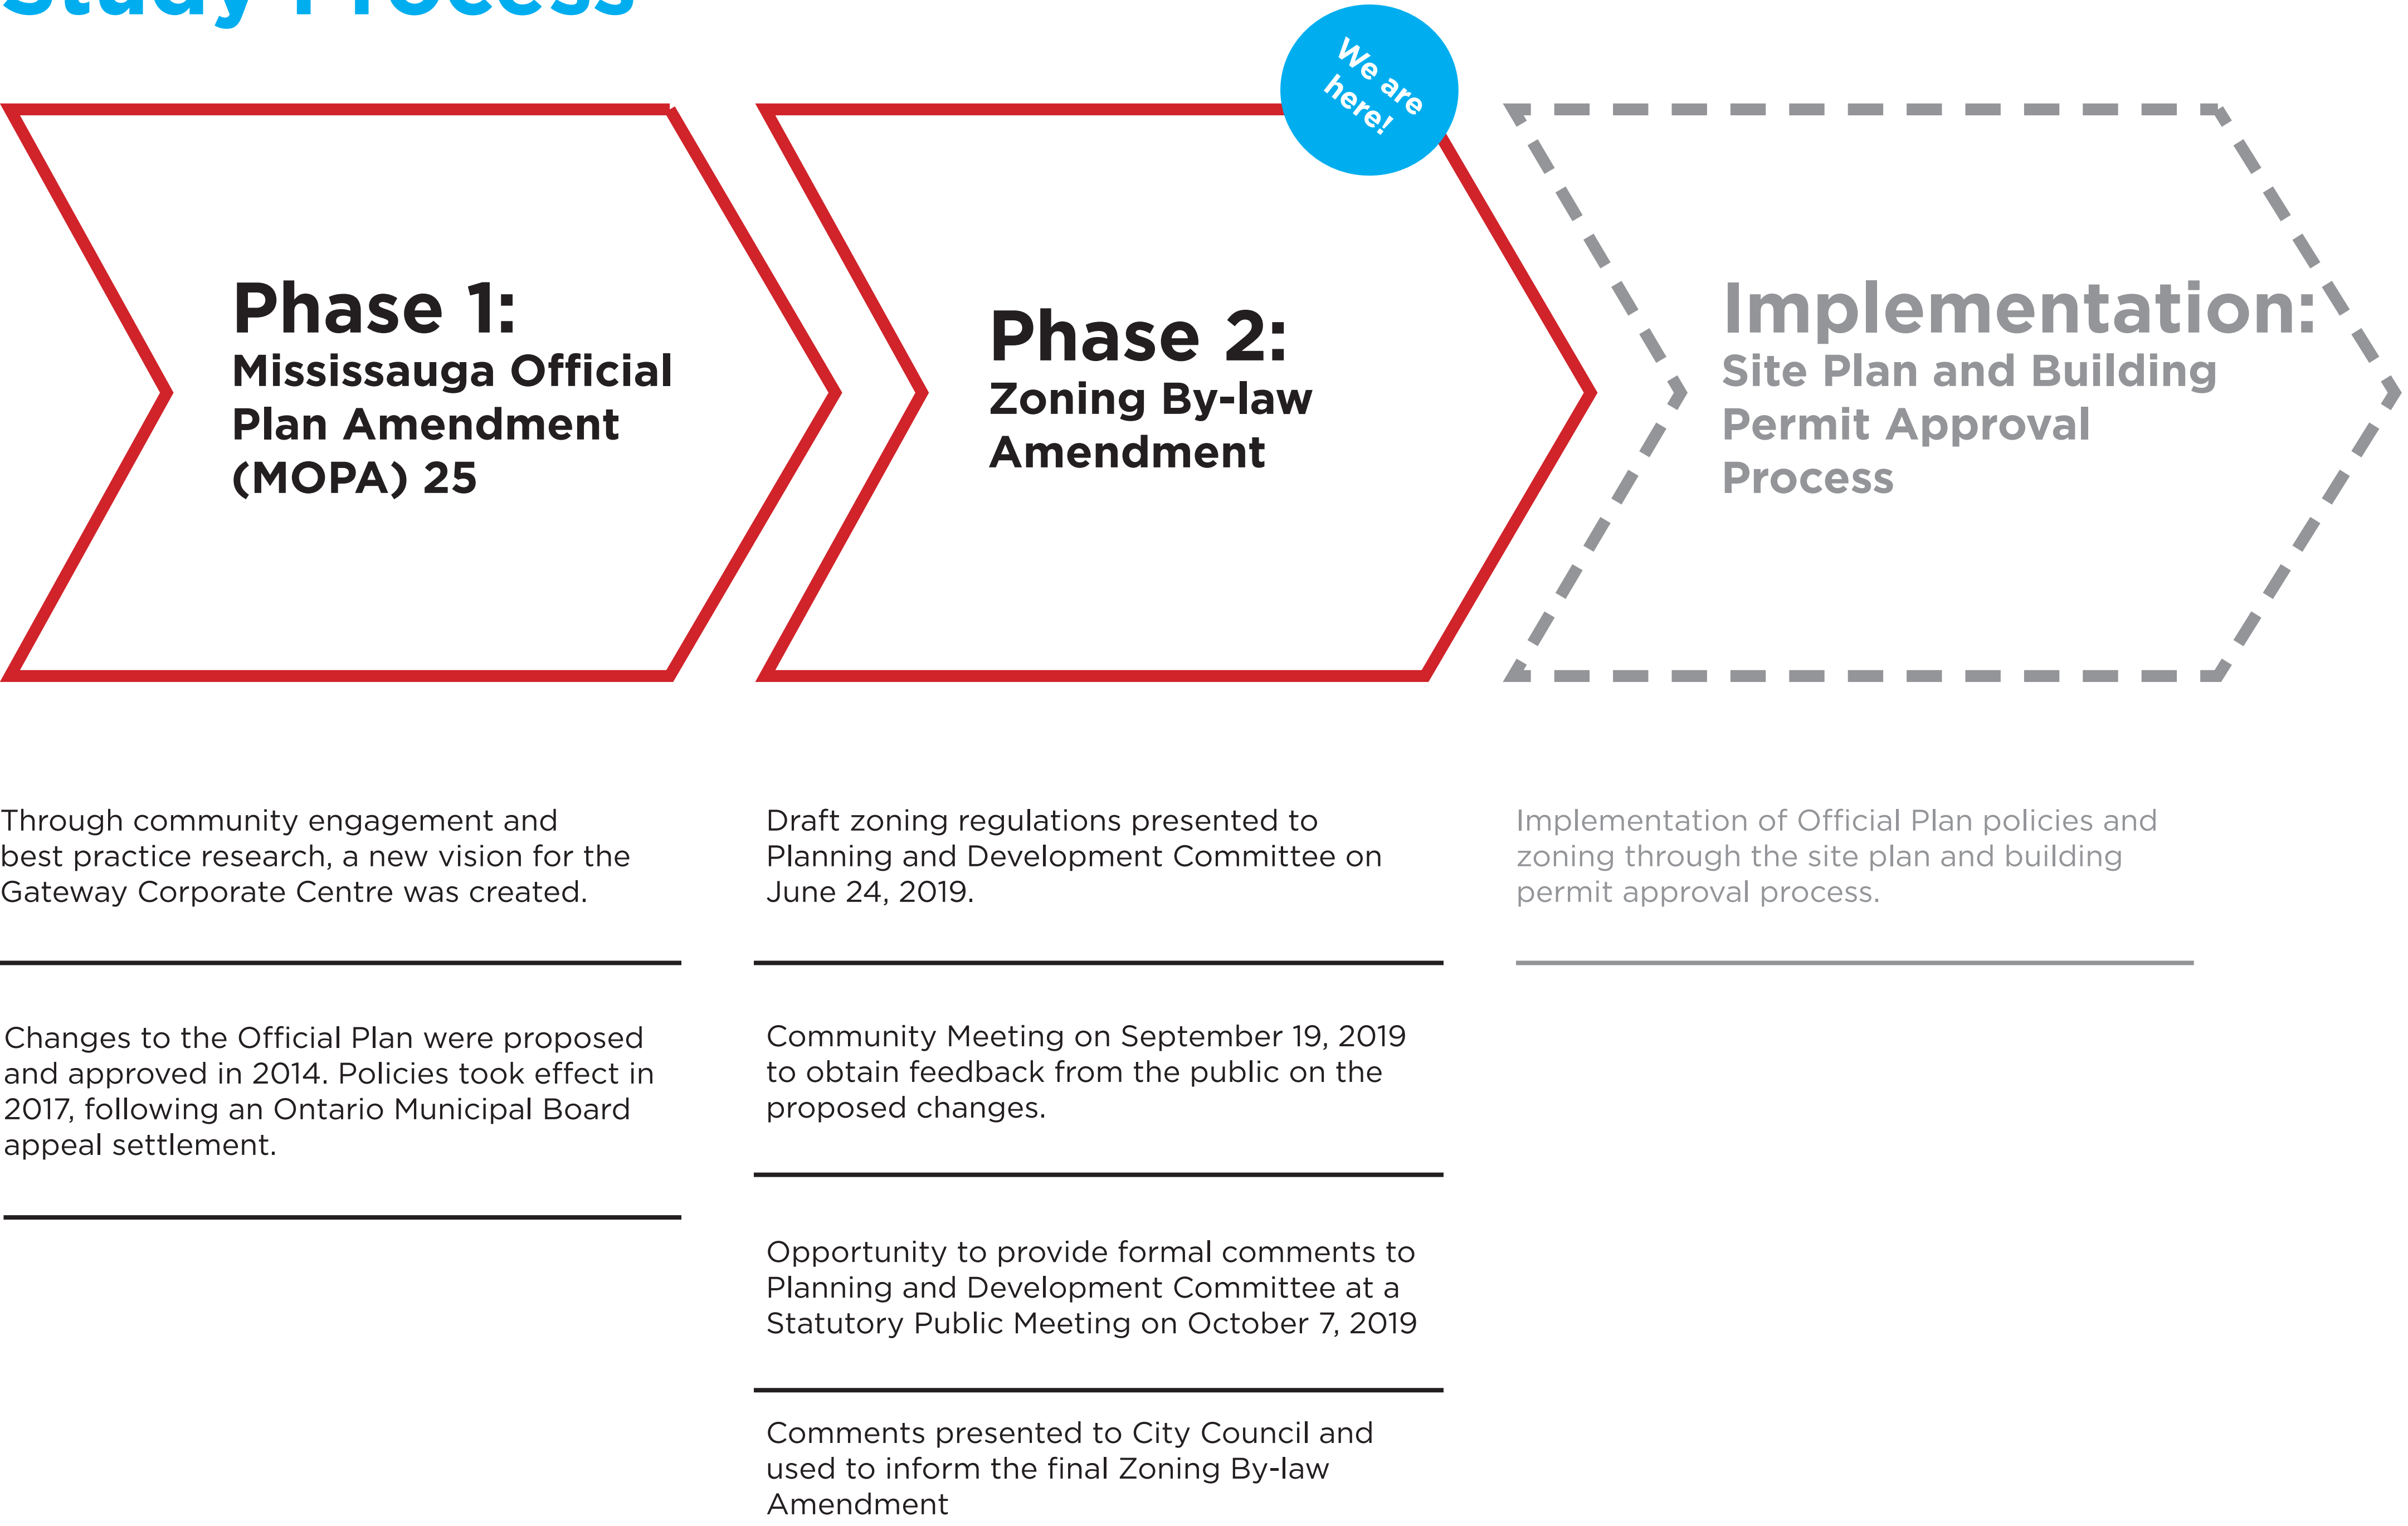 Study Process
We are
here!
Phase 1:
Mississauga Official
Plan Amendment
(MOPA) 25
Phase 2:
Zoning By-law
Amendment
Implementation:
Site Plan and Building
Permit Approval
Process
Through community engagement and
best practice research, a new vision for the
Gateway Corporate Centre was created.
Changes to the Official Plan were proposed
and approved in 2014. Policies took effect in
2017, following an Ontario Municipal Board
appeal settlement.
Draft zoning regulations presented to
Planning and Development Committee on
June 24, 2019.
Community Meeting on September 19, 2019
to obtain feedback from the public on the
proposed changes.
Opportunity to provide formal comments to
Planning and Development Committee at a
Statutory Public Meeting on October 7, 2019
Comments presented to City Council and
used to inform the final Zoning By-law
Amendment
Implementation of Official Plan policies and
zoning through the site plan and building
permit approval process.